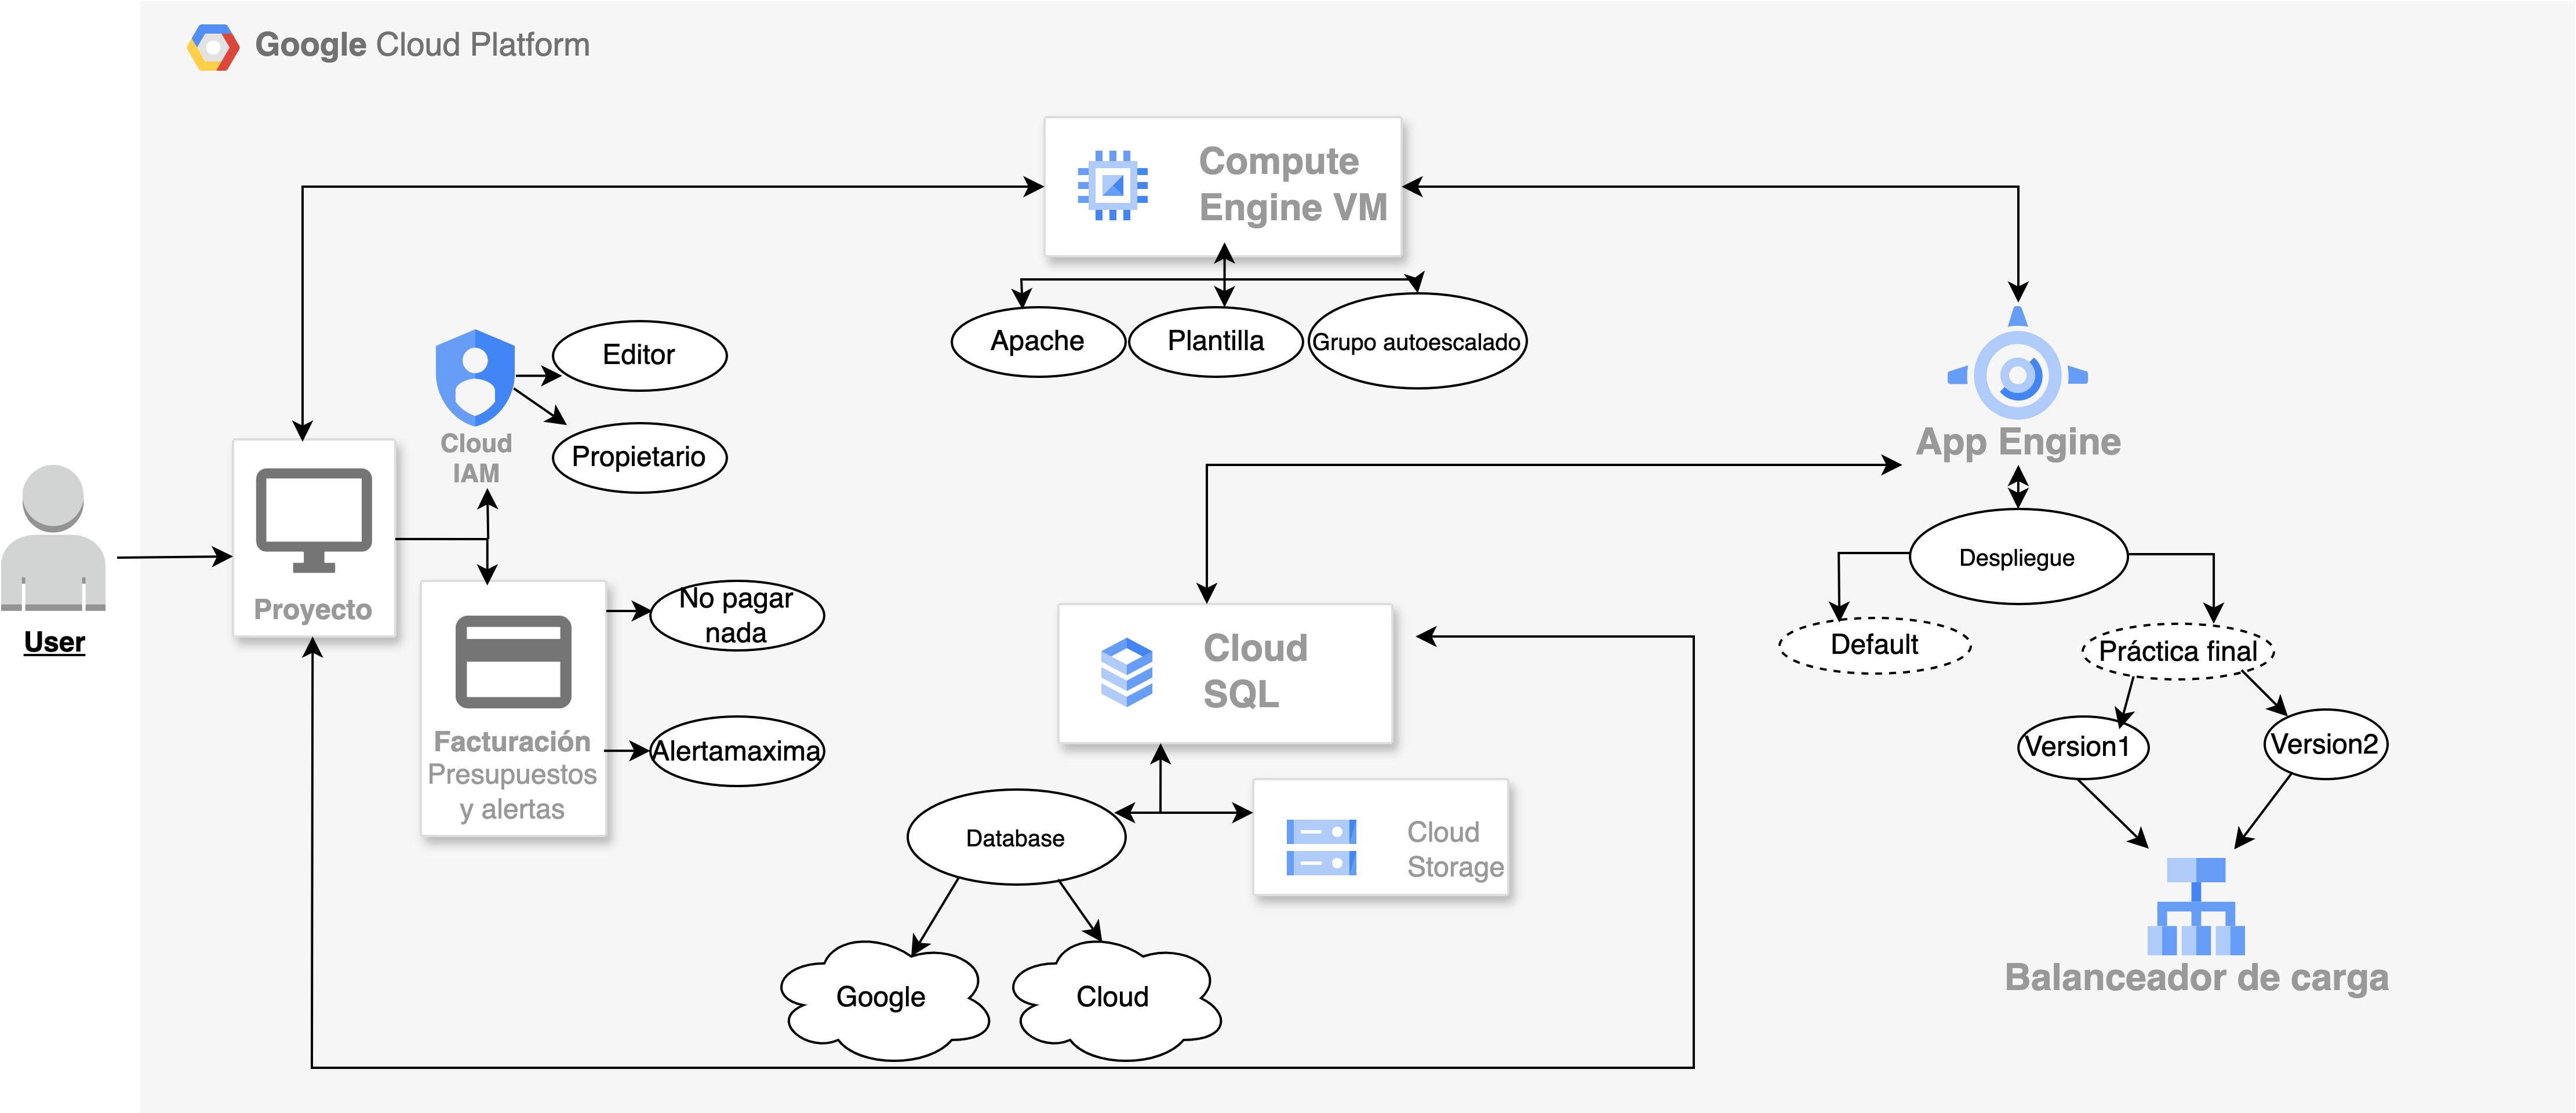 Google Cloud Platform
Compute
Engine VM
Apache
Plantilla
Grupo autoescalado
Editor
Propietario
Cloud
IAM
App Engine
User
Proyecto
Despliegue
No pagar
nada
Facturación
Presupuestos
y alertas
Alertamaxima
Cloud
SQL
Default
Práctica final
Version1
Version2
Database
Cloud
Storage
Google
Cloud
Balanceador de carga